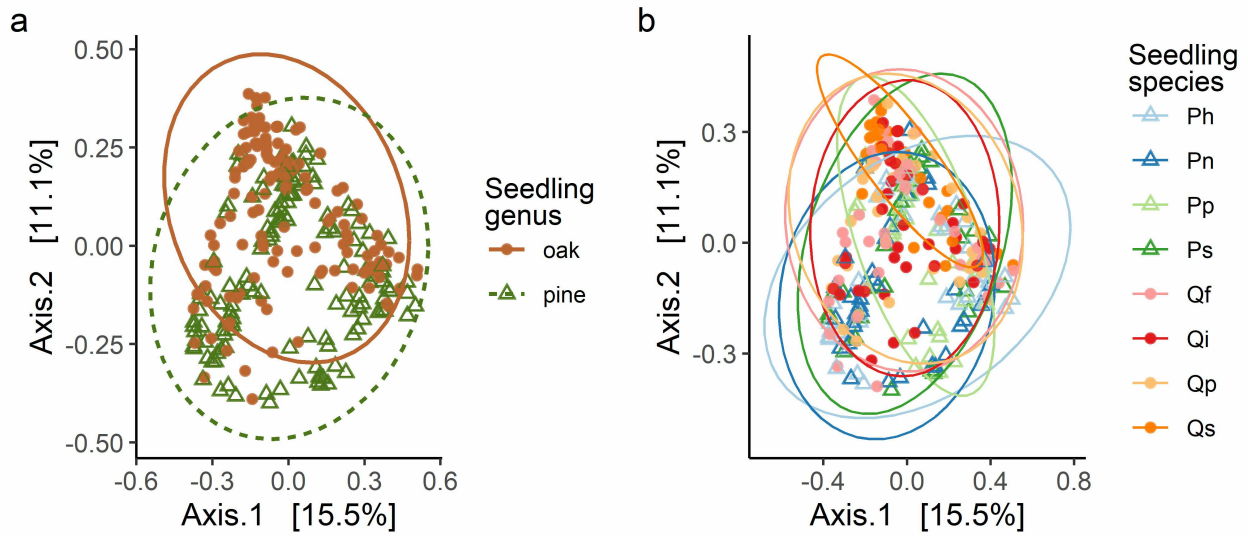 a
0.50
0.25
0.00
-0.25
-0.50
Axis.2 [11.1%]
-0.6 -0.3 0.0 0.3 0.6
Axis.1 [15.5%]
Seedling
genus
oak
pine
b
0.3
0.0
-0.3
Axis.2 [11.1%]
-0.4 0.0 0.4 0.8
Axis.1 [15.5%]
Seedling
species
Ph
Pn
Pp
Ps
Qf
Qi
Qp
Qs